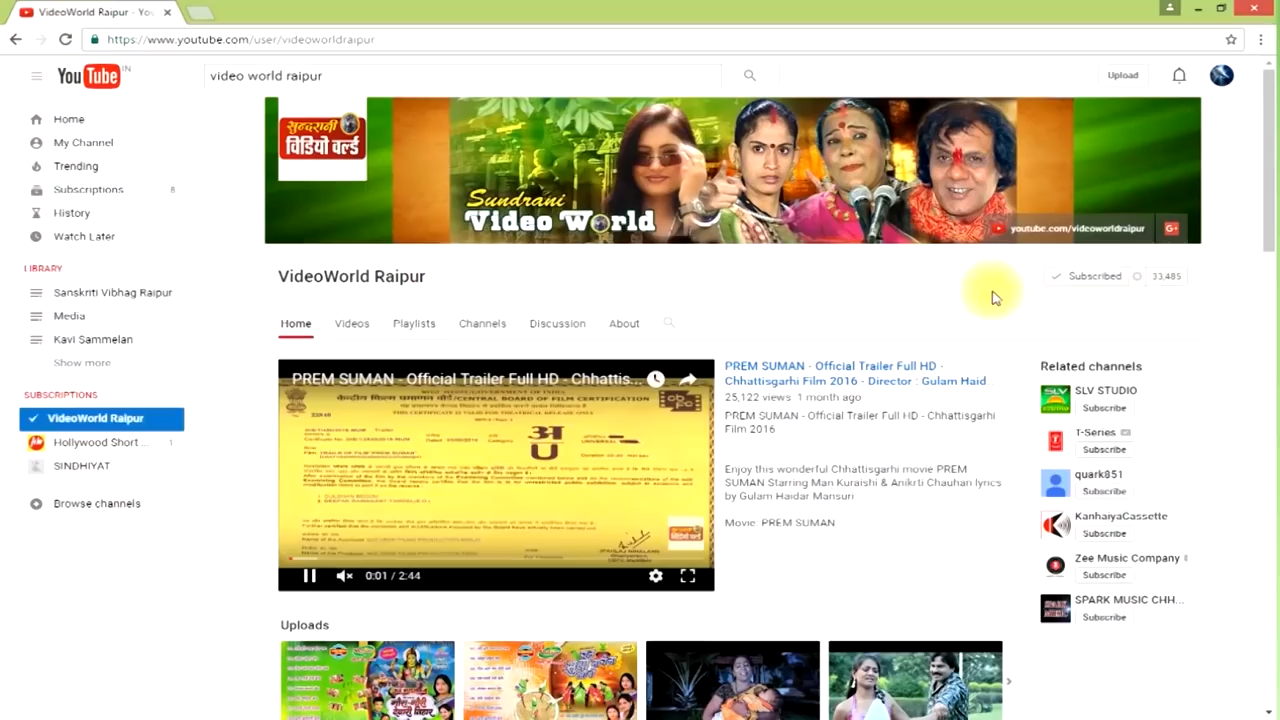 VideoWorld Raipur - You
https://www.youtube.com/user/videoworldraipur
YouTube IN
video world raipur
Upload
Home
My Channel
Trending
Subscriptions 8
History
Watch Later
LIBRARY
Sanskriti Vibhag Raipur
Media
Kavi Sammelan
Show more
SUBSCRIPTIONS
VideoWorld Raipur
Hollywood Short ... 1
SINDHIYAT
Browse channels
सुन्दरानी
विडियो वर्ल्ड
Sundrani
Video World
youtube.com/videoworldraipur
VideoWorld Raipur
Subscribed 33,485
Home Videos Playlists Channels Discussion About
PREM SUMAN - Official Trailer Full HD - Chhattis...
केन्द्रीय फिल्म प्रमाणन बोर्ड/CENTRAL BOARD OF FILM CERTIFICATION
अ
U
0:01 / 2:44
PREM SUMAN - Official Trailer Full HD -
Chhattisgarhi Film 2016 - Director : Gulam Haid
25,122 views 1 month ago
PREM SUMAN - Official Trailer Full HD - Chhattisgarhi
Film 2016
Enjoy this wonderful Chhattisgarhi movie PREM
SUMAN Starring Man Kuraishi & Anikrti Chauhan lyrics
by Gulam Haidar Mansuri
Movie: PREM SUMAN
Related channels
SLV STUDIO
Subscribe
T-Series
Subscribe
quark851
Subscribe
KanhaiyaCassette
Subscribe
Zee Music Company
Subscribe
SPARK MUSIC CHH...
Subscribe
Uploads